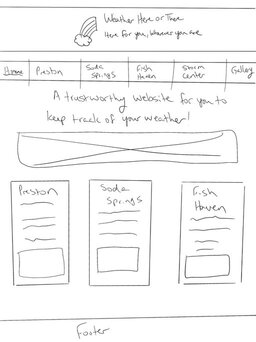 Weather Here or There
Here for you, wherever you are
Home
Preston
Soda Springs
Fish Haven
Storm Center
Gallery
A trustworthy website for you to
keep track of your weather!
Preston
Soda
Springs
Fish
Haven
Footer